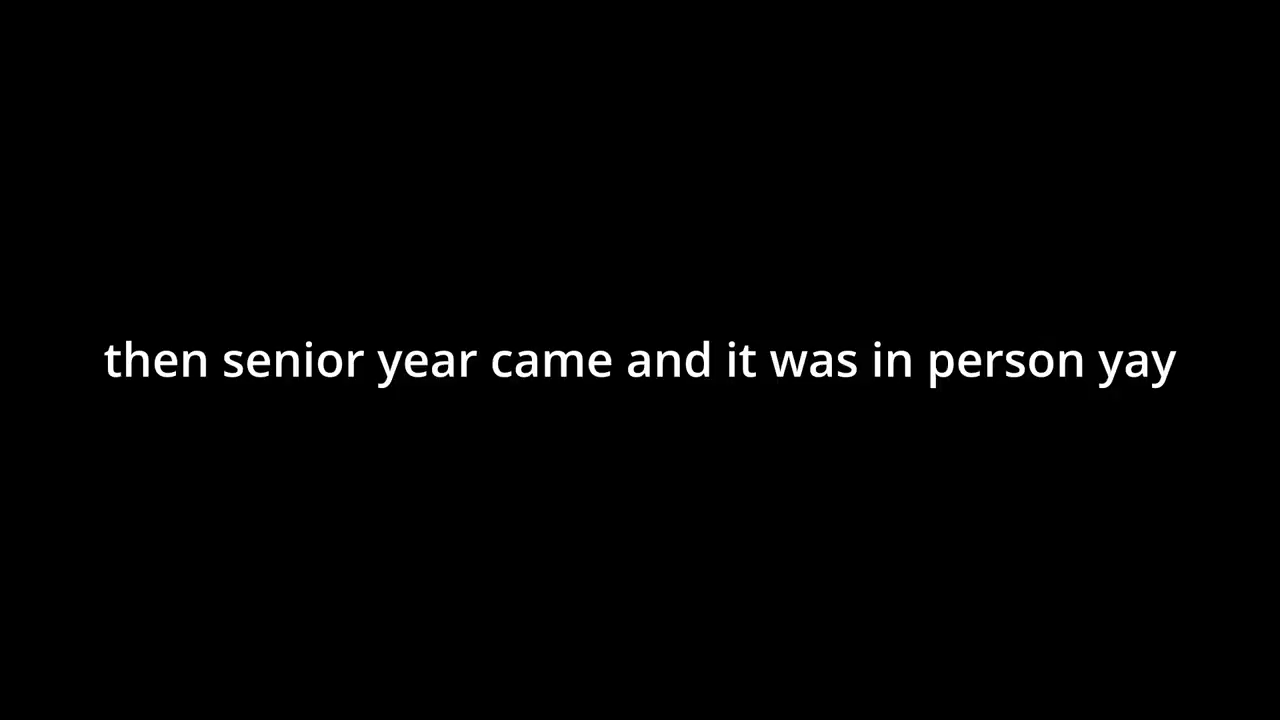 then senior year came and it was in person yay